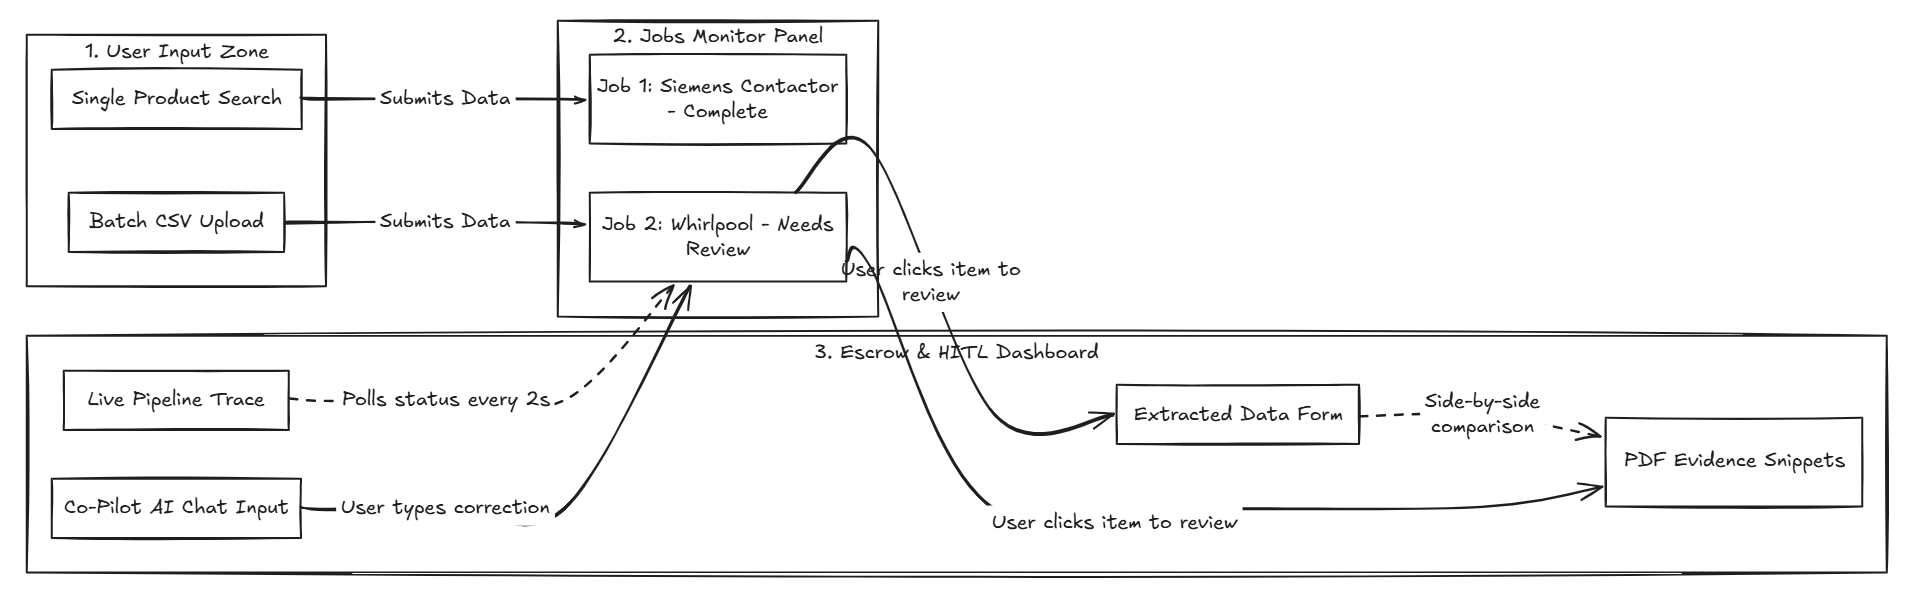 1. User Input Zone
Single Product Search
Batch CSV Upload
Submits Data
Submits Data
2. Jobs Monitor Panel
Job 1: Siemens Contactor
- Complete
Job 2: Whirlpool - Needs
Review
User clicks item to
review
3. Escrow & HITL Dashboard
Live Pipeline Trace
Polls status every 2s
Co-Pilot AI Chat Input
User types correction
User clicks item to review
Extracted Data Form
Side-by-side
comparison
PDF Evidence Snippets